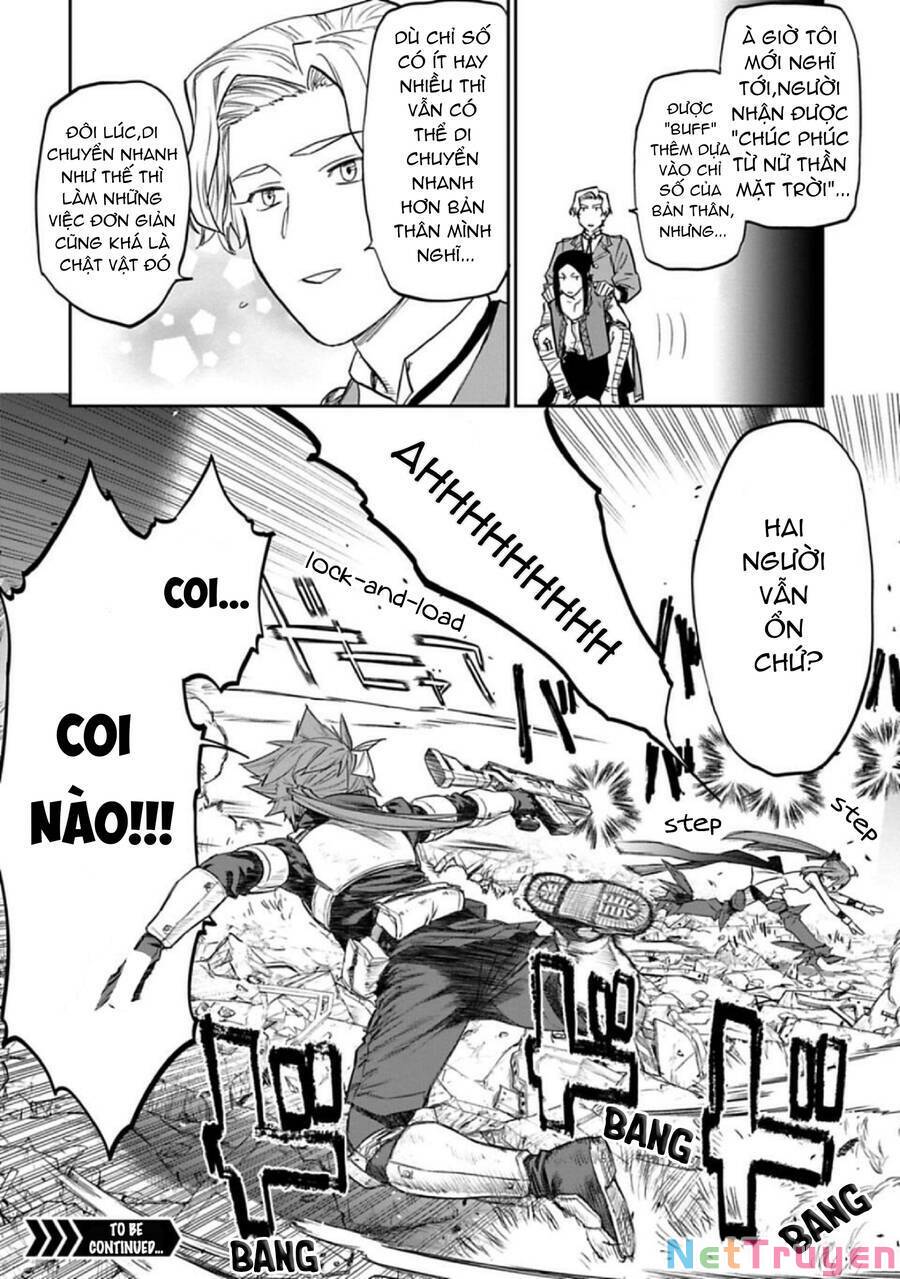 À GIỜ TÔI
MỚI NGHĨ
TỚI,NGƯỜI
NHẬN ĐƯỢC
"CHÚC PHÚC
TỪ NỮ THẦN
MẶT TRỜI"...
ĐƯỢC
"BUFF"
THÊM DỰA
VÀO CHỈ
SỐ CỦA
BẢN THÂN,
NHƯNG...
DÙ CHỈ SỐ
CÓ ÍT HAY
NHIỀU THÌ
VẪN CÓ
THỂ DI
CHUYỂN
NHANH
HƠN BẢN
THÂN MÌNH
NGHĨ...
ĐÔI LÚC,DI
CHUYỂN NHANH
NHƯ THẾ THÌ
LÀM NHỮNG
VIỆC ĐƠN GIẢN
CŨNG KHÁ LÀ
CHẬT VẬT ĐÓ
HAI
NGƯỜI
VẪN
ỔN
CHỨ?
AHHHHHHHH
lock-and-load
COI...
COI
NÀO!!!
step
step
BANG
BANG
BANG
TO BE
CONTINUED...
NetTruyen